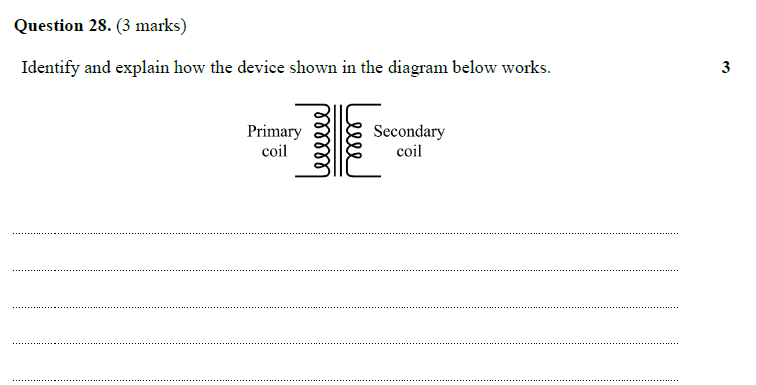 Question 28. (3 marks)
Identify and explain how the device shown in the diagram below works. 3
Primary coil
Secondary coil